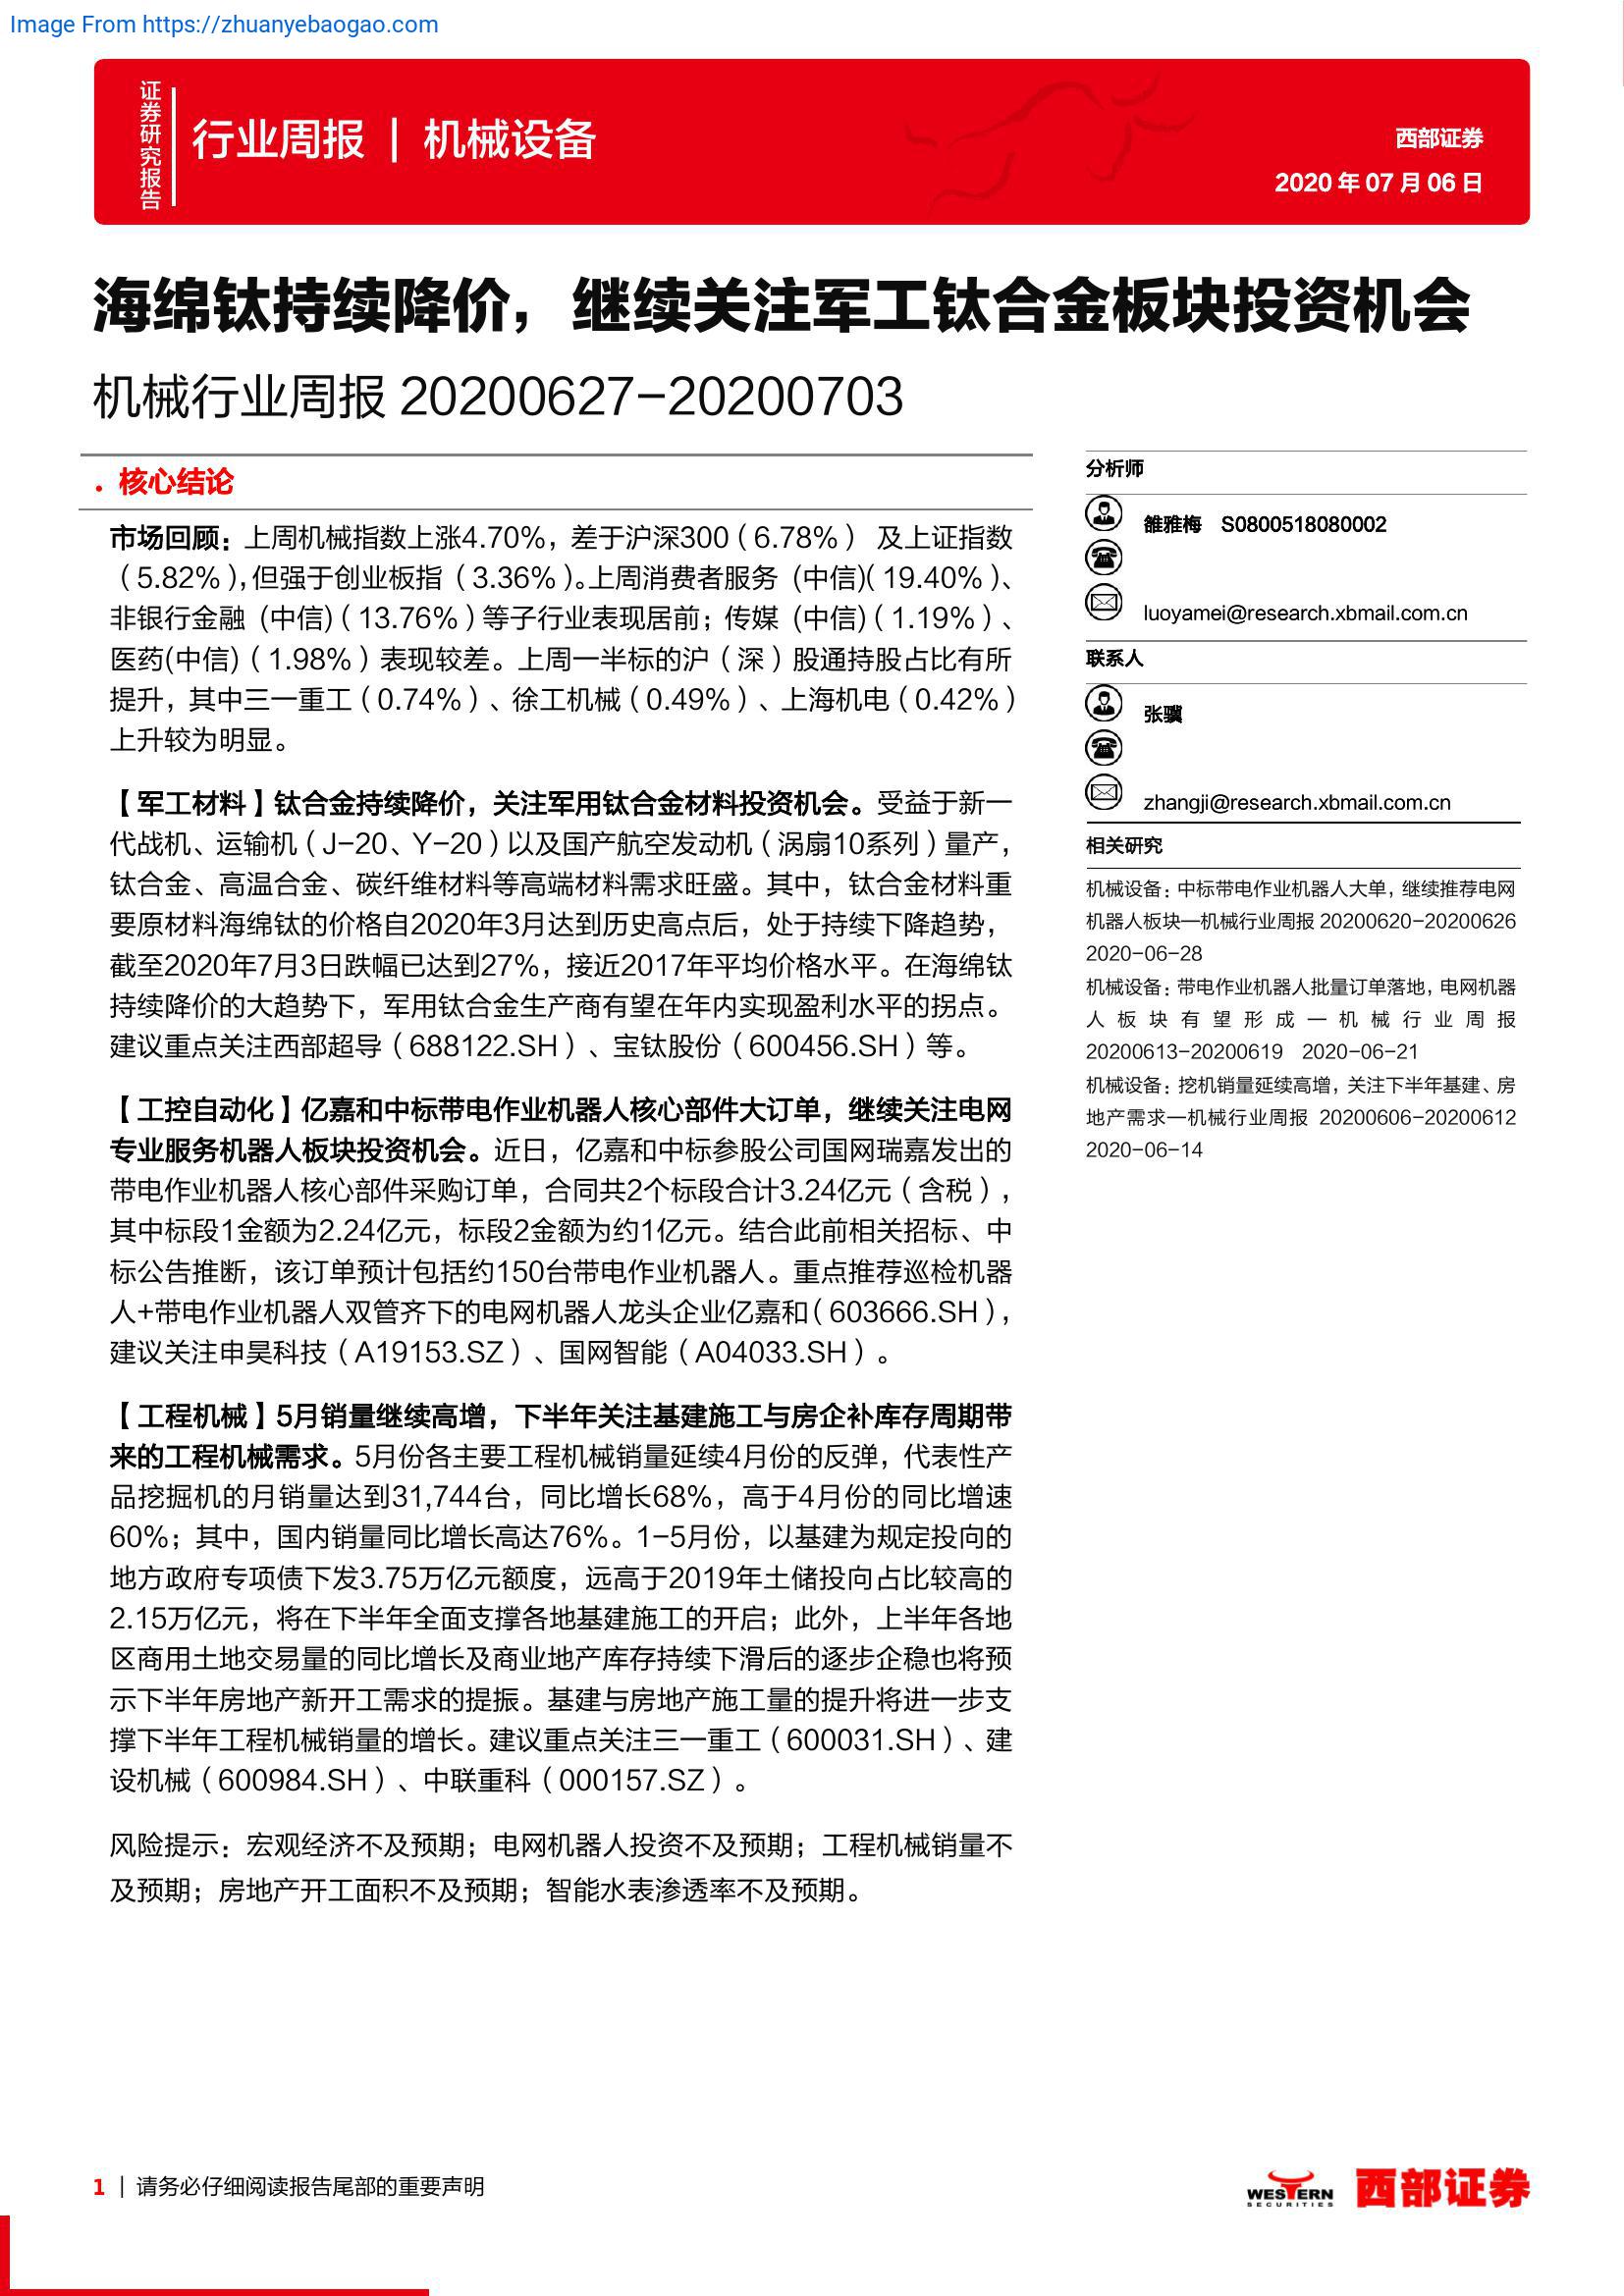 Image From https://zhuanyebaogao.com
证券研究报告
行业周报 | 机械设备
西部证券
2020 年 07 月 06 日
海绵钛持续降价，继续关注军工钛合金板块投资机会
机械行业周报 20200627-20200703
• 核心结论
市场回顾：上周机械指数上涨4.70%，差于沪深300（6.78%） 及上证指数
（5.82%），但强于创业板指（3.36%）。上周消费者服务 (中信)（19.40%）、
非银行金融 (中信)（13.76%）等子行业表现居前；传媒 (中信)（1.19%）、
医药(中信)（1.98%）表现较差。上周一半标的沪（深）股通持股占比有所
提升，其中三一重工（0.74%）、徐工机械（0.49%）、上海机电（0.42%）
上升较为明显。
【军工材料】钛合金持续降价，关注军用钛合金材料投资机会。受益于新一
代战机、运输机（J-20、Y-20）以及国产航空发动机（涡扇10系列）量产，
钛合金、高温合金、碳纤维材料等高端材料需求旺盛。其中，钛合金材料重
要原材料海绵钛的价格自2020年3月达到历史高点后，处于持续下降趋势，
截至2020年7月3日跌幅已达到27%，接近2017年平均价格水平。在海绵钛
持续降价的大趋势下，军用钛合金生产商有望在年内实现盈利水平的拐点。
建议重点关注西部超导（688122.SH）、宝钛股份（600456.SH）等。
【工控自动化】亿嘉和中标带电作业机器人核心部件大订单，继续关注电网
专业服务机器人板块投资机会。近日，亿嘉和中标参股公司国网瑞嘉发出的
带电作业机器人核心部件采购订单，合同共2个标段合计3.24亿元（含税），
其中标段1金额为2.24亿元，标段2金额为约1亿元。结合此前相关招标、中
标公告推断，该订单预计包括约150台带电作业机器人。重点推荐巡检机器
人+带电作业机器人双管齐下的电网机器人龙头企业亿嘉和（603666.SH），
建议关注申昊科技（A19153.SZ）、国网智能（A04033.SH）。
【工程机械】5月销量继续高增，下半年关注基建施工与房企补库存周期带
来的工程机械需求。5月份各主要工程机械销量延续4月份的反弹，代表性产
品挖掘机的月销量达到31,744台，同比增长68%，高于4月份的同比增速
60%；其中，国内销量同比增长高达76%。1-5月份，以基建为规定投向的
地方政府专项债下发3.75万亿元额度，远高于2019年土储投向占比较高的
2.15万亿元，将在下半年全面支撑各地基建施工的开启；此外，上半年各地
区商用土地交易量的同比增长及商业地产库存持续下滑后的逐步企稳也将预
示下半年房地产新开工需求的提振。基建与房地产施工量的提升将进一步支
撑下半年工程机械销量的增长。建议重点关注三一重工（600031.SH）、建
设机械（600984.SH）、中联重科（000157.SZ）。
风险提示：宏观经济不及预期；电网机器人投资不及预期；工程机械销量不
及预期；房地产开工面积不及预期；智能水表渗透率不及预期。
分析师
雒雅梅 S0800518080002
luoyamei@research.xbmail.com.cn
联系人
张骥
zhangji@research.xbmail.com.cn
相关研究
机械设备：中标带电作业机器人大单，继续推荐电网
机器人板块—机械行业周报 20200620-20200626
2020-06-28
机械设备：带电作业机器人批量订单落地，电网机器
人板块有望形成—机械行业周报
20200613-20200619 2020-06-21
机械设备：挖机销量延续高增，关注下半年基建、房
地产需求—机械行业周报 20200606-20200612
2020-06-14
1 | 请务必仔细阅读报告尾部的重要声明
WESTERN
SECURITIES
西部证券